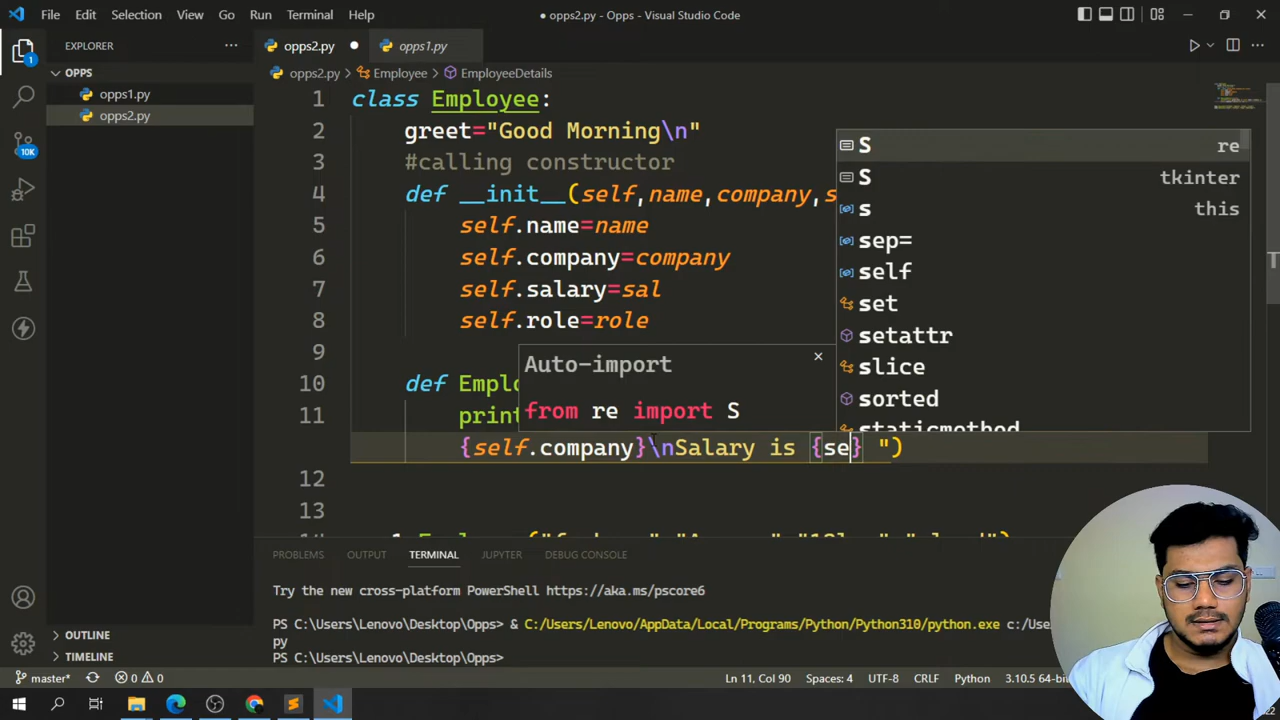 File Edit Selection View Go Run Terminal Help
● opps2.py - Opps - Visual Studio Code
EXPLORER
opps2.py
opps1.py
OPPS
opps2.py > Employee > EmployeeDetails
opps1.py
opps2.py
1 class Employee:
2 greet="Good Morning\n"
3 #calling constructor
4 def __init__(self,name,company,s
5 self.name=name
6 self.company=company
7 self.salary=sal
8 self.role=role
9
10 def Emplo
11 print
{self.company}\nSalary is {se} ")
12
13
S re
S tkinter
s this
sep=
self
set
setattr
slice
sorted
staticmethod
Auto-import
from re import S
1
10K
PROBLEMS OUTPUT TERMINAL JUPYTER DEBUG CONSOLE
Try the new cross-platform PowerShell https://aka.ms/pscore6
PS C:\Users\Lenovo\Desktop\Opps> & C:/Users/Lenovo/AppData/Local/Programs/Python/Python310/python.exe c:/Us
py
PS C:\Users\Lenovo\Desktop\Opps>
OUTLINE
TIMELINE
master* 0 0
Ln 11, Col 90 Spaces: 4 UTF-8 CRLF Python 3.10.5 64-b